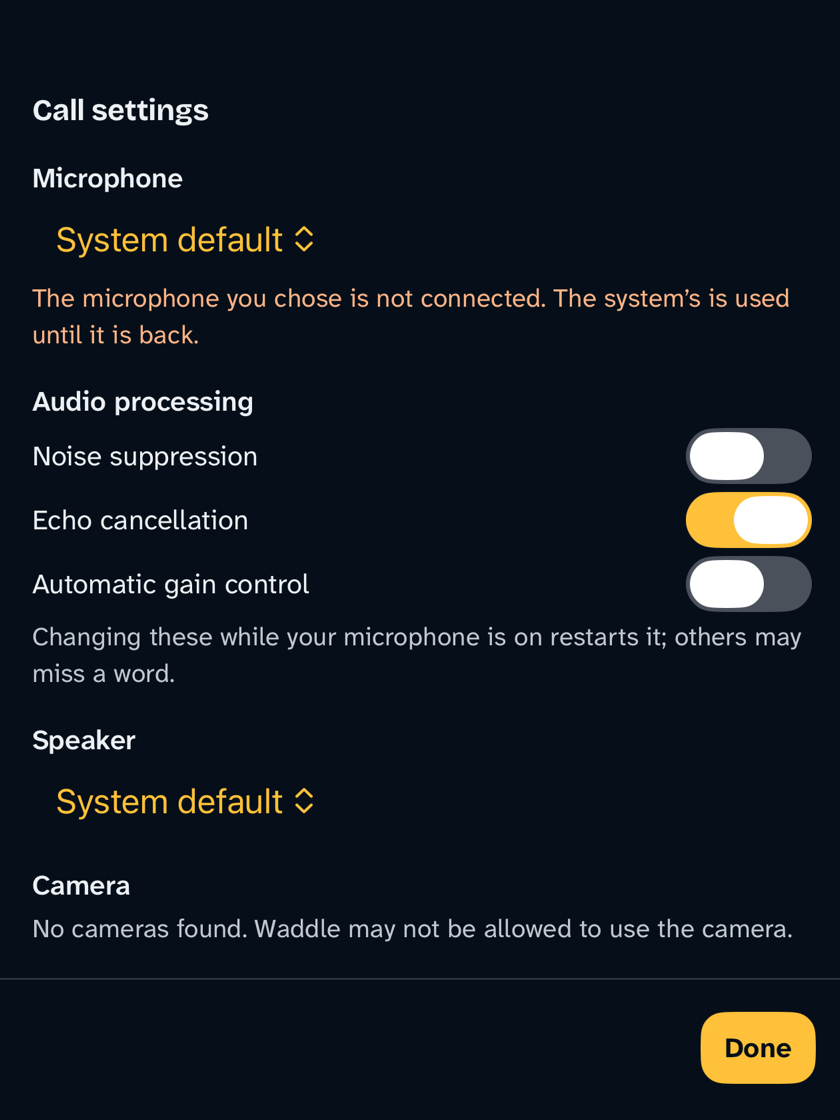 Call settings
Microphone
System default
The microphone you chose is not connected. The system’s is used
until it is back.
Audio processing
Noise suppression
Echo cancellation
Automatic gain control
Changing these while your microphone is on restarts it; others may
miss a word.
Speaker
System default
Camera
No cameras found. Waddle may not be allowed to use the camera.
Done